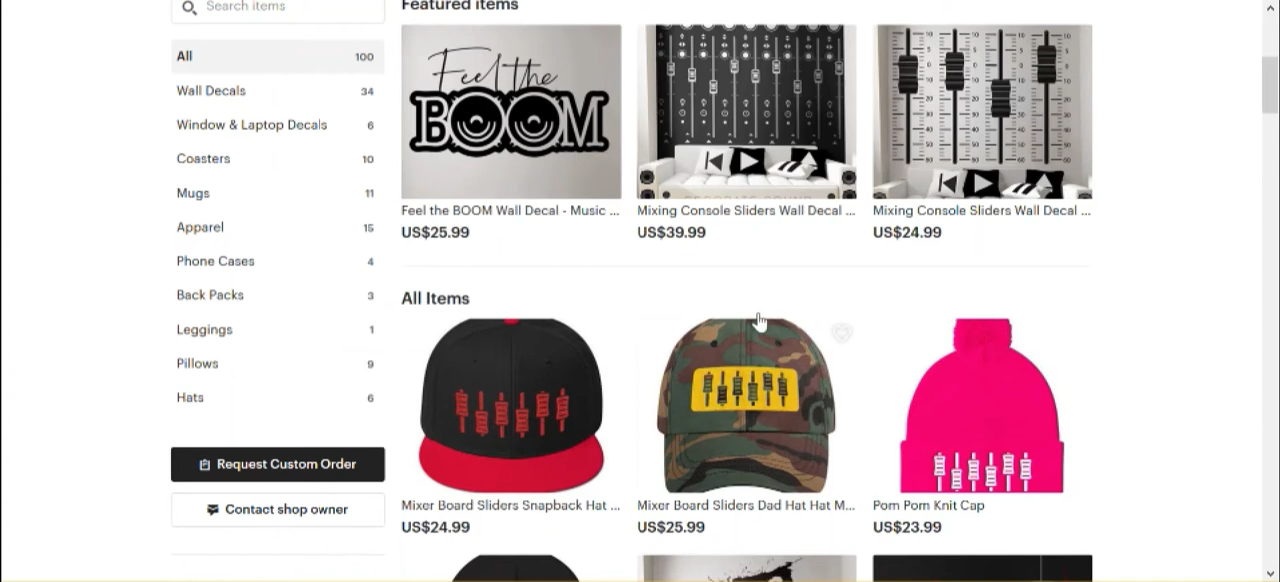 Search items
Featured items
All 100
Wall Decals 34
Window & Laptop Decals 6
Coasters 10
Mugs 11
Apparel 15
Phone Cases 4
Back Packs 3
Leggings 1
Pillows 9
Hats 6
Request Custom Order
Contact shop owner
Feel the
BOOM
Feel the BOOM Wall Decal - Music ...
US$25.99
Mixing Console Sliders Wall Decal ...
US$39.99
Mixing Console Sliders Wall Decal ...
US$24.99
All Items
Mixer Board Sliders Snapback Hat ...
US$24.99
Mixer Board Sliders Dad Hat Hat M...
US$25.99
Pom Pom Knit Cap
US$23.99